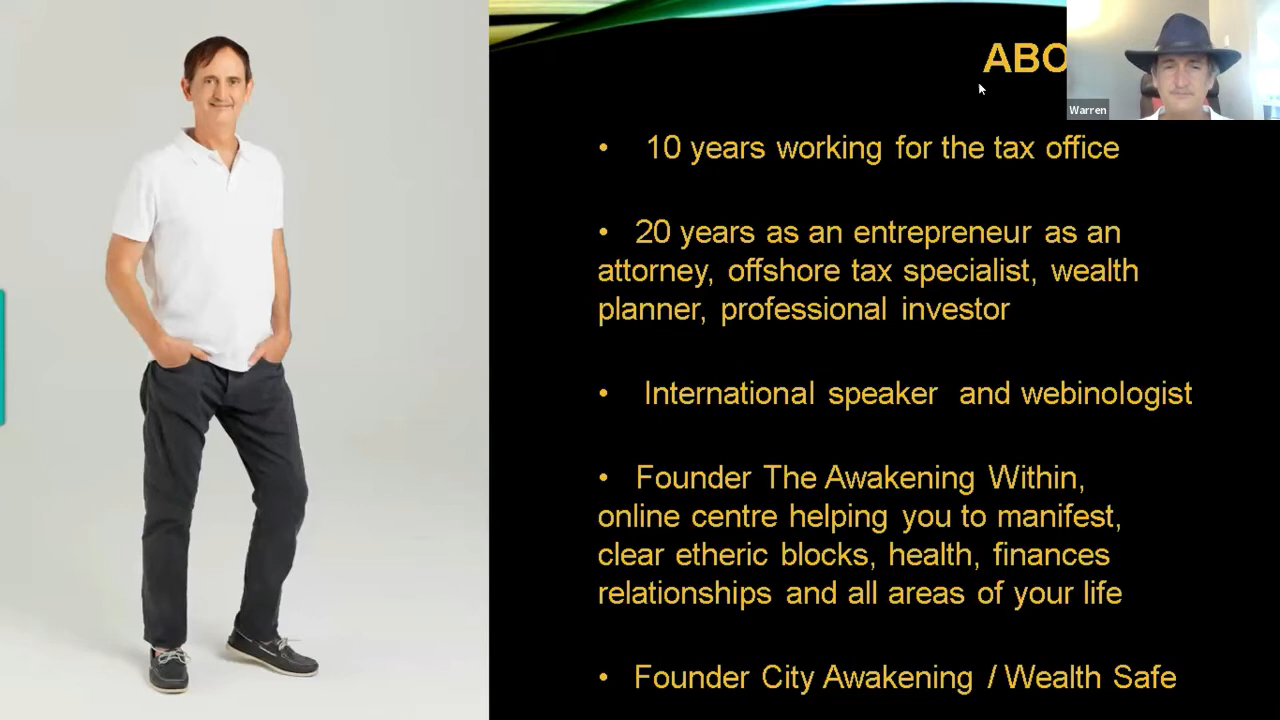 ABO
Warren
• 10 years working for the tax office
• 20 years as an entrepreneur as an
attorney, offshore tax specialist, wealth
planner, professional investor
• International speaker and webinologist
• Founder The Awakening Within,
online centre helping you to manifest,
clear etheric blocks, health, finances
relationships and all areas of your life
• Founder City Awakening / Wealth Safe